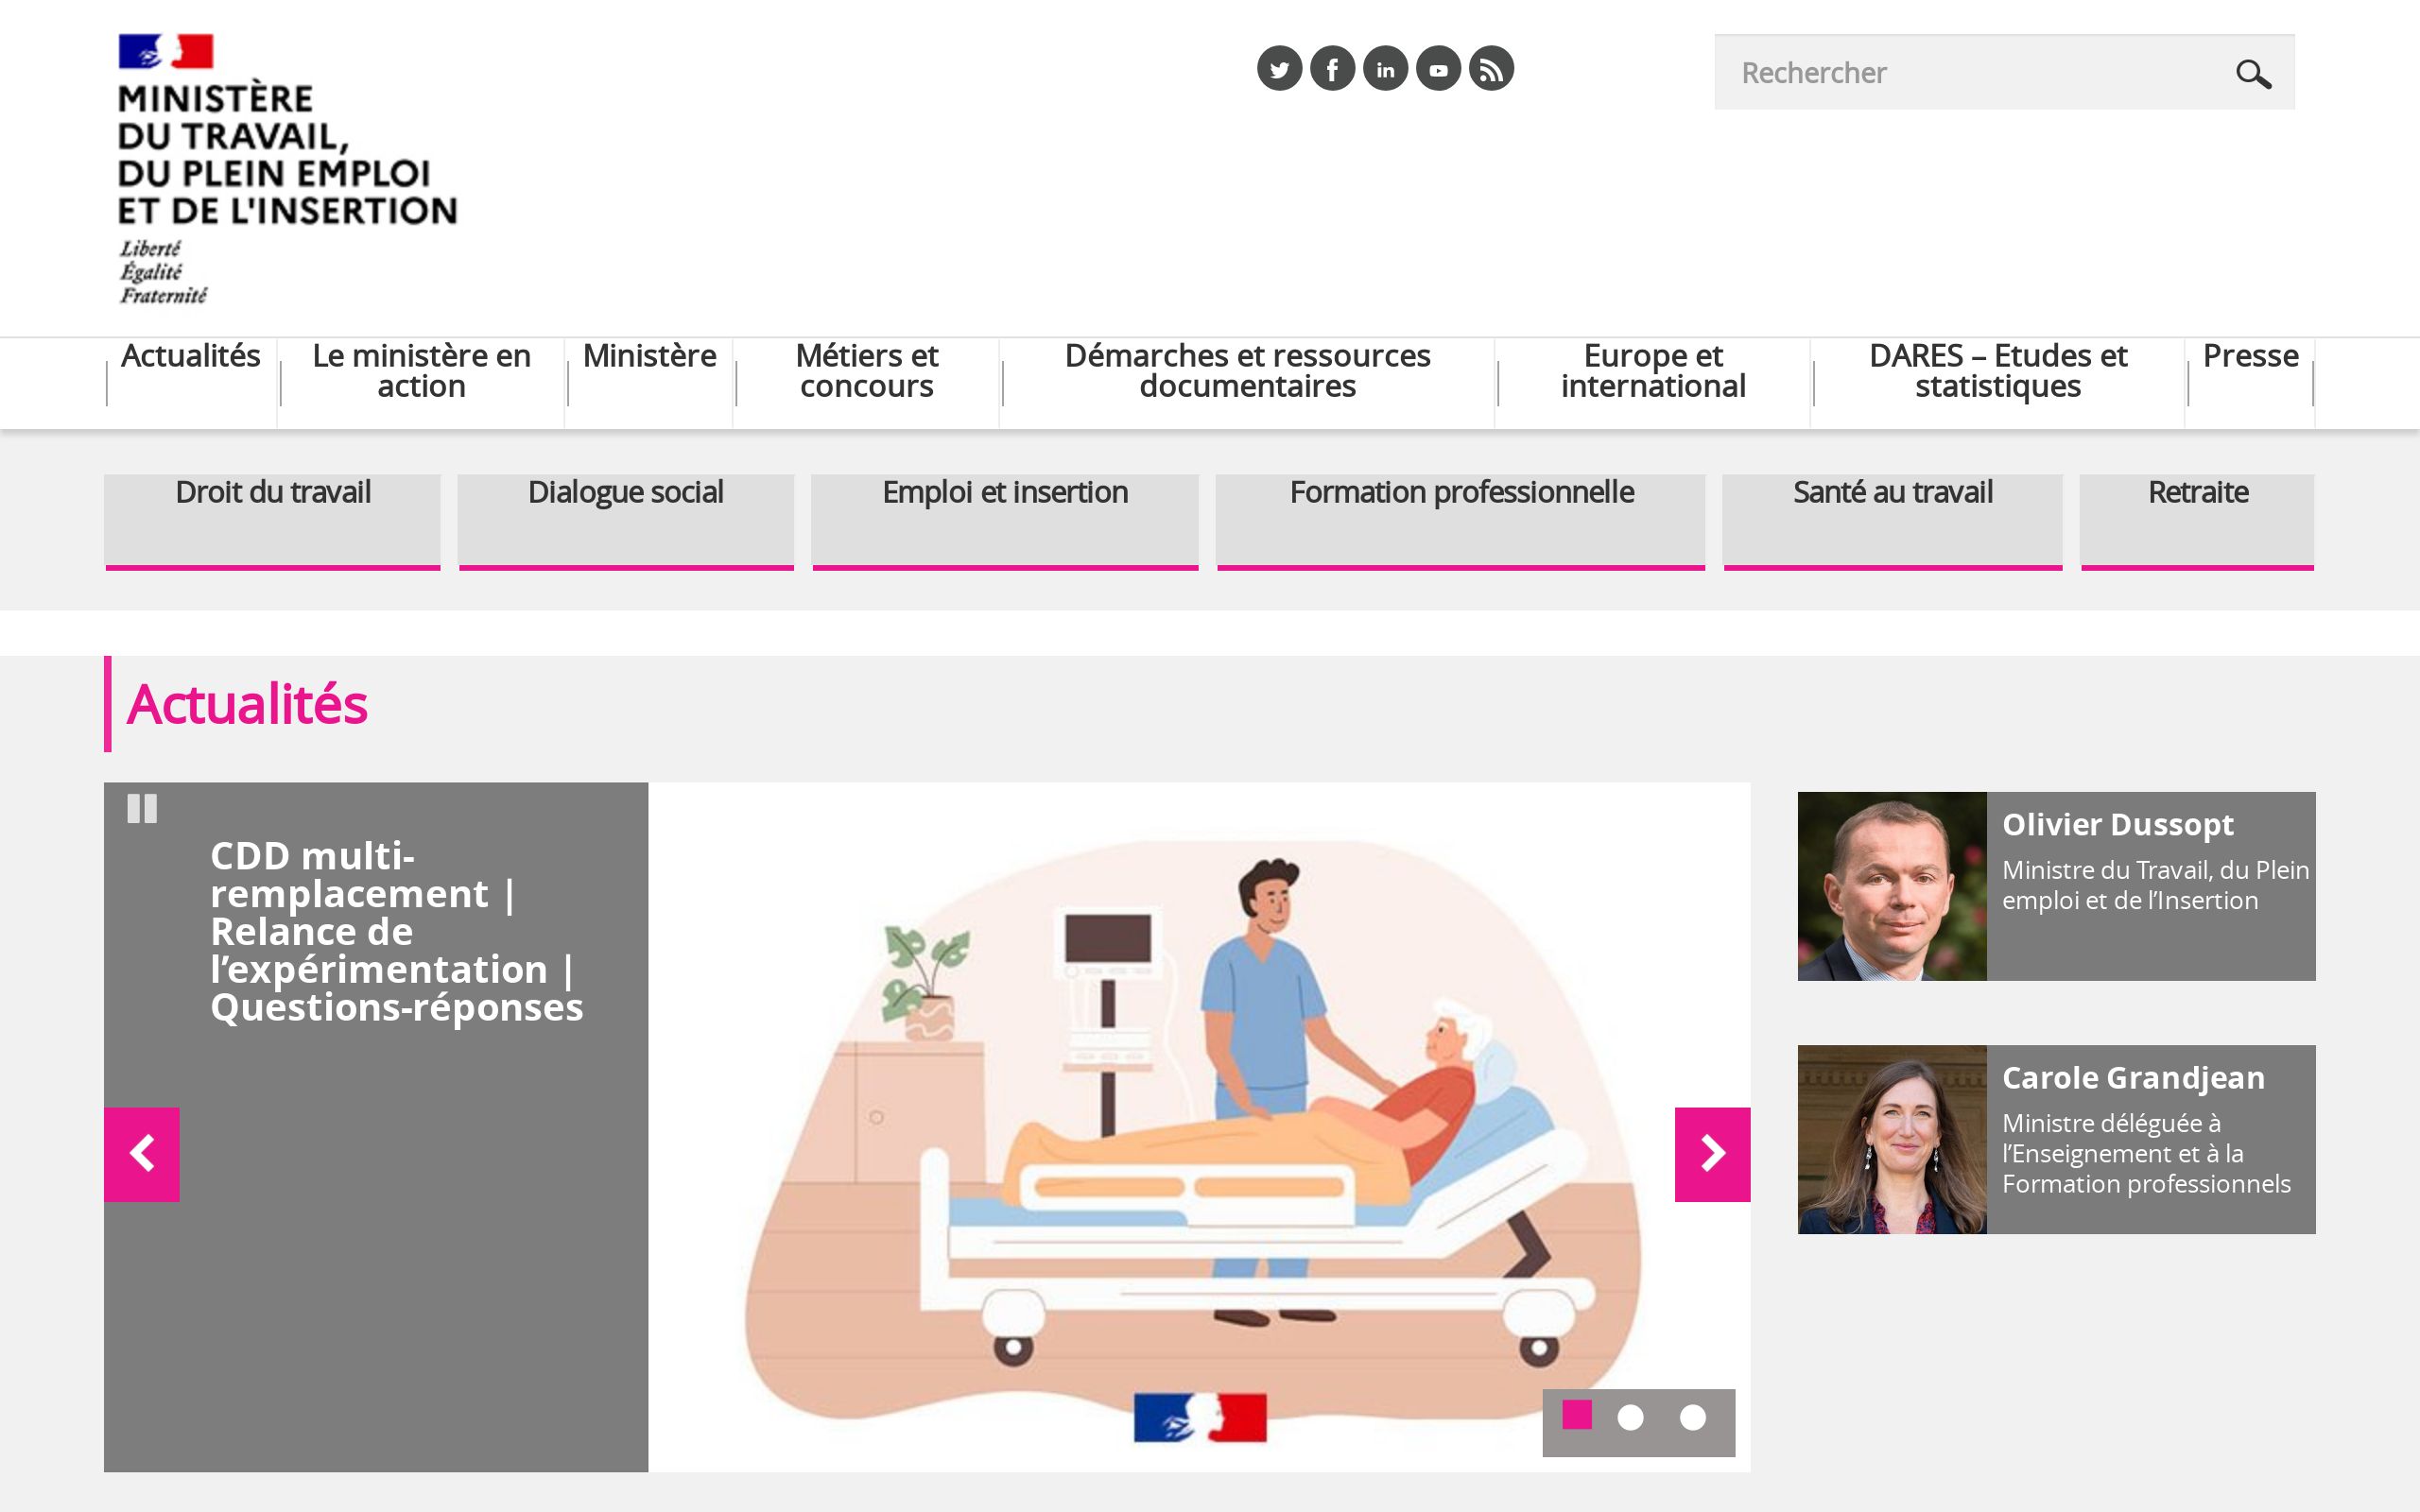 MINISTÈRE
DU TRAVAIL,
DU PLEIN EMPLOI
ET DE L'INSERTION
Liberté
Égalité
Fraternité
Rechercher
Actualités
Le ministère en
action
Ministère
Métiers et
concours
Démarches et ressources
documentaires
Europe et
international
DARES – Etudes et
statistiques
Presse
Droit du travail
Dialogue social
Emploi et insertion
Formation professionnelle
Santé au travail
Retraite
Actualités
CDD multi-
remplacement |
Relance de
l’expérimentation |
Questions-réponses
Olivier Dussopt
Ministre du Travail, du Plein
emploi et de l’Insertion
Carole Grandjean
Ministre déléguée à
l’Enseignement et à la
Formation professionnels